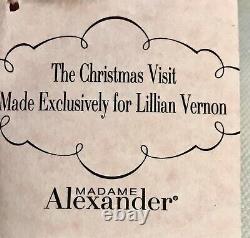 The Christmas Visit
Made Exclusively for Lillian Vernon
MADAME
Alexander®